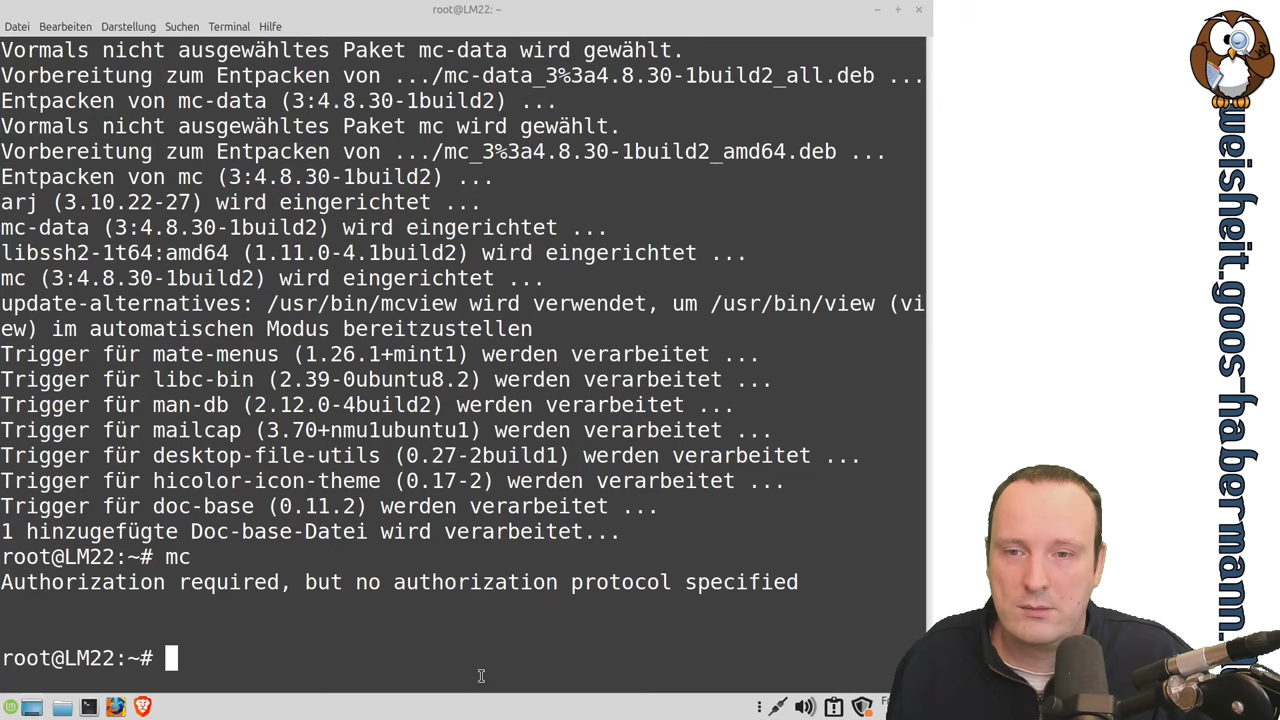 root@LM22: ~
Datei Bearbeiten Darstellung Suchen Terminal Hilfe
Vormals nicht ausgewähltes Paket mc-data wird gewählt.
Vorbereitung zum Entpacken von .../mc-data_3%3a4.8.30-1build2_all.deb ...
Entpacken von mc-data (3:4.8.30-1build2) ...
Vormals nicht ausgewähltes Paket mc wird gewählt.
Vorbereitung zum Entpacken von .../mc_3%3a4.8.30-1build2_amd64.deb ...
Entpacken von mc (3:4.8.30-1build2) ...
arj (3.10.22-27) wird eingerichtet ...
mc-data (3:4.8.30-1build2) wird eingerichtet ...
libssh2-1t64:amd64 (1.11.0-4.1build2) wird eingerichtet ...
mc (3:4.8.30-1build2) wird eingerichtet ...
update-alternatives: /usr/bin/mcview wird verwendet, um /usr/bin/view (vi
ew) im automatischen Modus bereitzustellen
Trigger für mate-menus (1.26.1+mint1) werden verarbeitet ...
Trigger für libc-bin (2.39-0ubuntu8.2) werden verarbeitet ...
Trigger für man-db (2.12.0-4build2) werden verarbeitet ...
Trigger für mailcap (3.70+nmu1ubuntu1) werden verarbeitet ...
Trigger für desktop-file-utils (0.27-2build1) werden verarbeitet ...
Trigger für hicolor-icon-theme (0.17-2) werden verarbeitet ...
Trigger für doc-base (0.11.2) werden verarbeitet ...
1 hinzugefügte Doc-base-Datei wird verarbeitet...
root@LM22:~# mc
Authorization required, but no authorization protocol specified
root@LM22:~#
weisheit.goos-habermann.